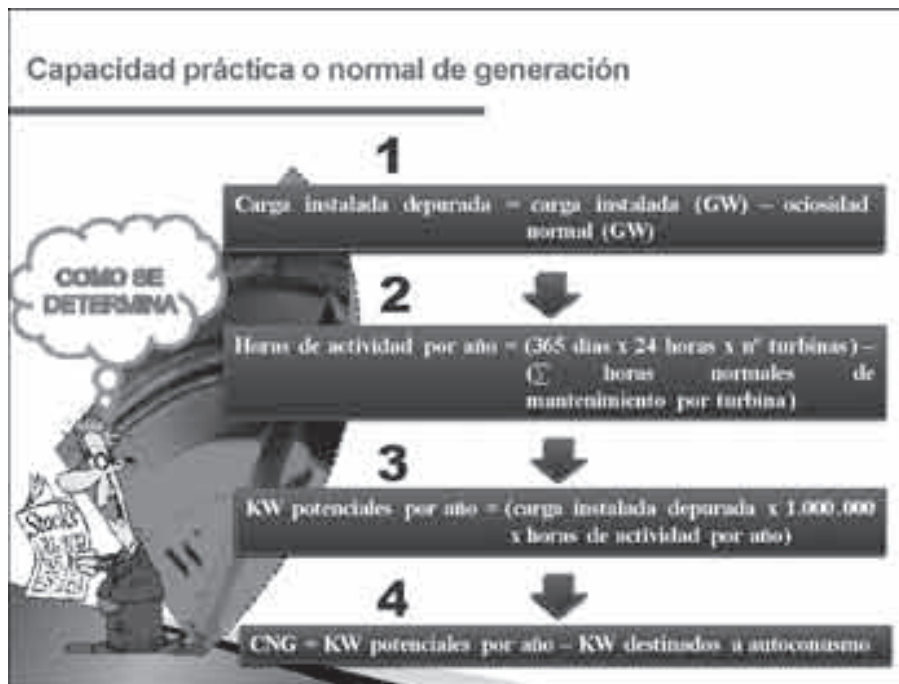 Capacidad práctica o normal de generación
1
Carga instalada depurada = carga instalada (GW) – ociosidad
normal (GW)
COMO SE
DETERMINA
2
Horas de actividad por año = (365 dias x 24 horas x nº turbinas) –
(∑ horas normales de
mantenimiento por turbina)
3
KW potenciales por año = (carga instalada depurada x 1.000.000
x horas de actividad por año)
Stocks
4
CNG = KW potenciales por año – KW destinados a autoconusmo